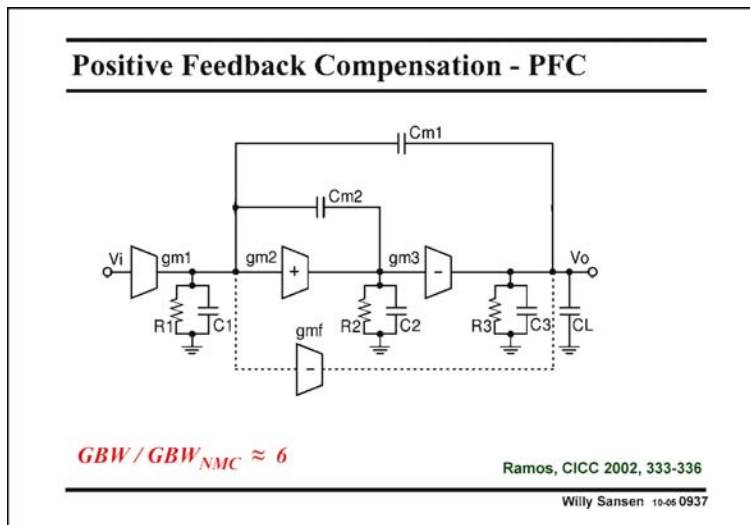 Positive Feedback Compensation - PFC
Cm1
Cm2
Vi
gm1
gm2
+
gm3
-
Vo
R1
C1
R2
C2
R3
C3
CL
gmf
-
GBW / GBW_NMC ≈ 6
Ramos, CICC 2002, 333-336
Willy Sansen 10-05 0937